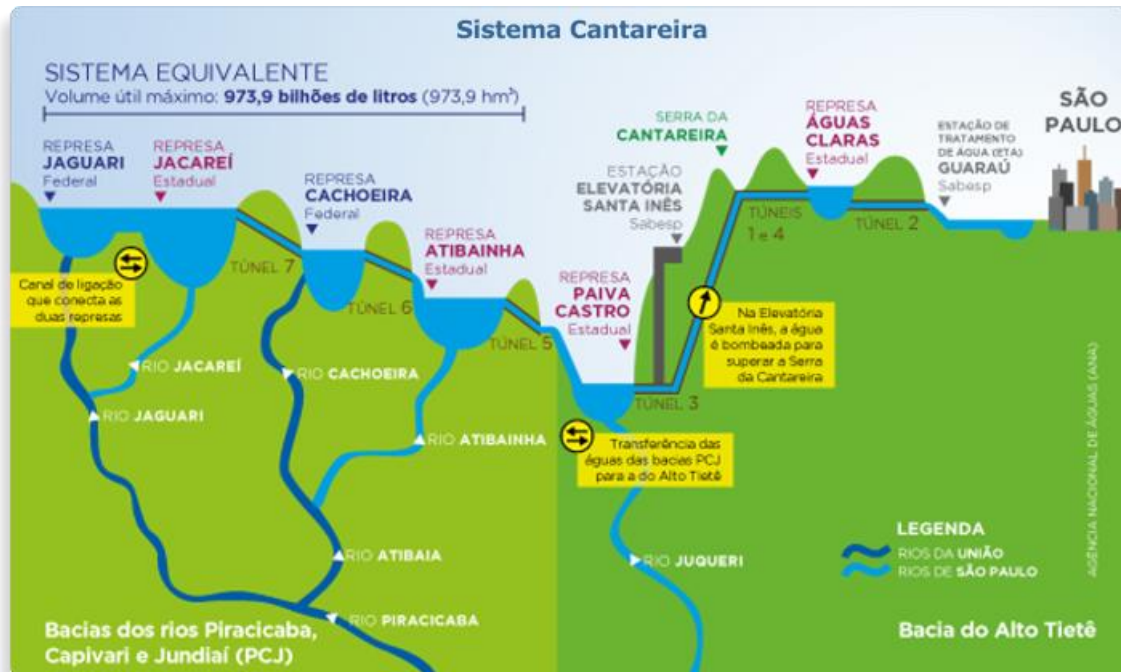 Sistema Cantareira
SISTEMA EQUIVALENTE
Volume útil máximo: 973,9 bilhões de litros (973,9 hm³)
REPRESA
JAGUARI
Federal
REPRESA
JACAREÍ
Estadual
REPRESA
CACHOEIRA
Federal
REPRESA
ATIBAINHA
Estadual
REPRESA
PAIVA
CASTRO
Estadual
ESTAÇÃO
ELEVATÓRIA
SANTA INÊS
Sabesp
SERRA DA
CANTAREIRA
REPRESA
ÁGUAS
CLARAS
Estadual
ESTAÇÃO DE
TRATAMENTO
DE ÁGUA (ETA)
GUARAÚ
Sabesp
SÃO
PAULO
TÚNEL 7
TÚNEL 6
TÚNEL 5
TÚNEL 3
TÚNEIS
1 e 4
TÚNEL 2
Canal de ligação
que conecta as
duas represas
Na Elevatória
Santa Inês, a água
é bombeada para
superar a Serra
da Cantareira
Transferência das
águas das bacias PCJ
para a do Alto Tietê
RIO JACAREÍ
RIO JAGUARI
RIO CACHOEIRA
RIO ATIBAINHA
RIO ATIBAIA
RIO PIRACICABA
RIO JUQUERI
LEGENDA
RIOS DA UNIÃO
RIOS DE SÃO PAULO
Bacias dos rios Piracicaba,
Capivari e Jundiaí (PCJ)
Bacia do Alto Tietê
AGÊNCIA NACIONAL DE ÁGUAS (ANA)